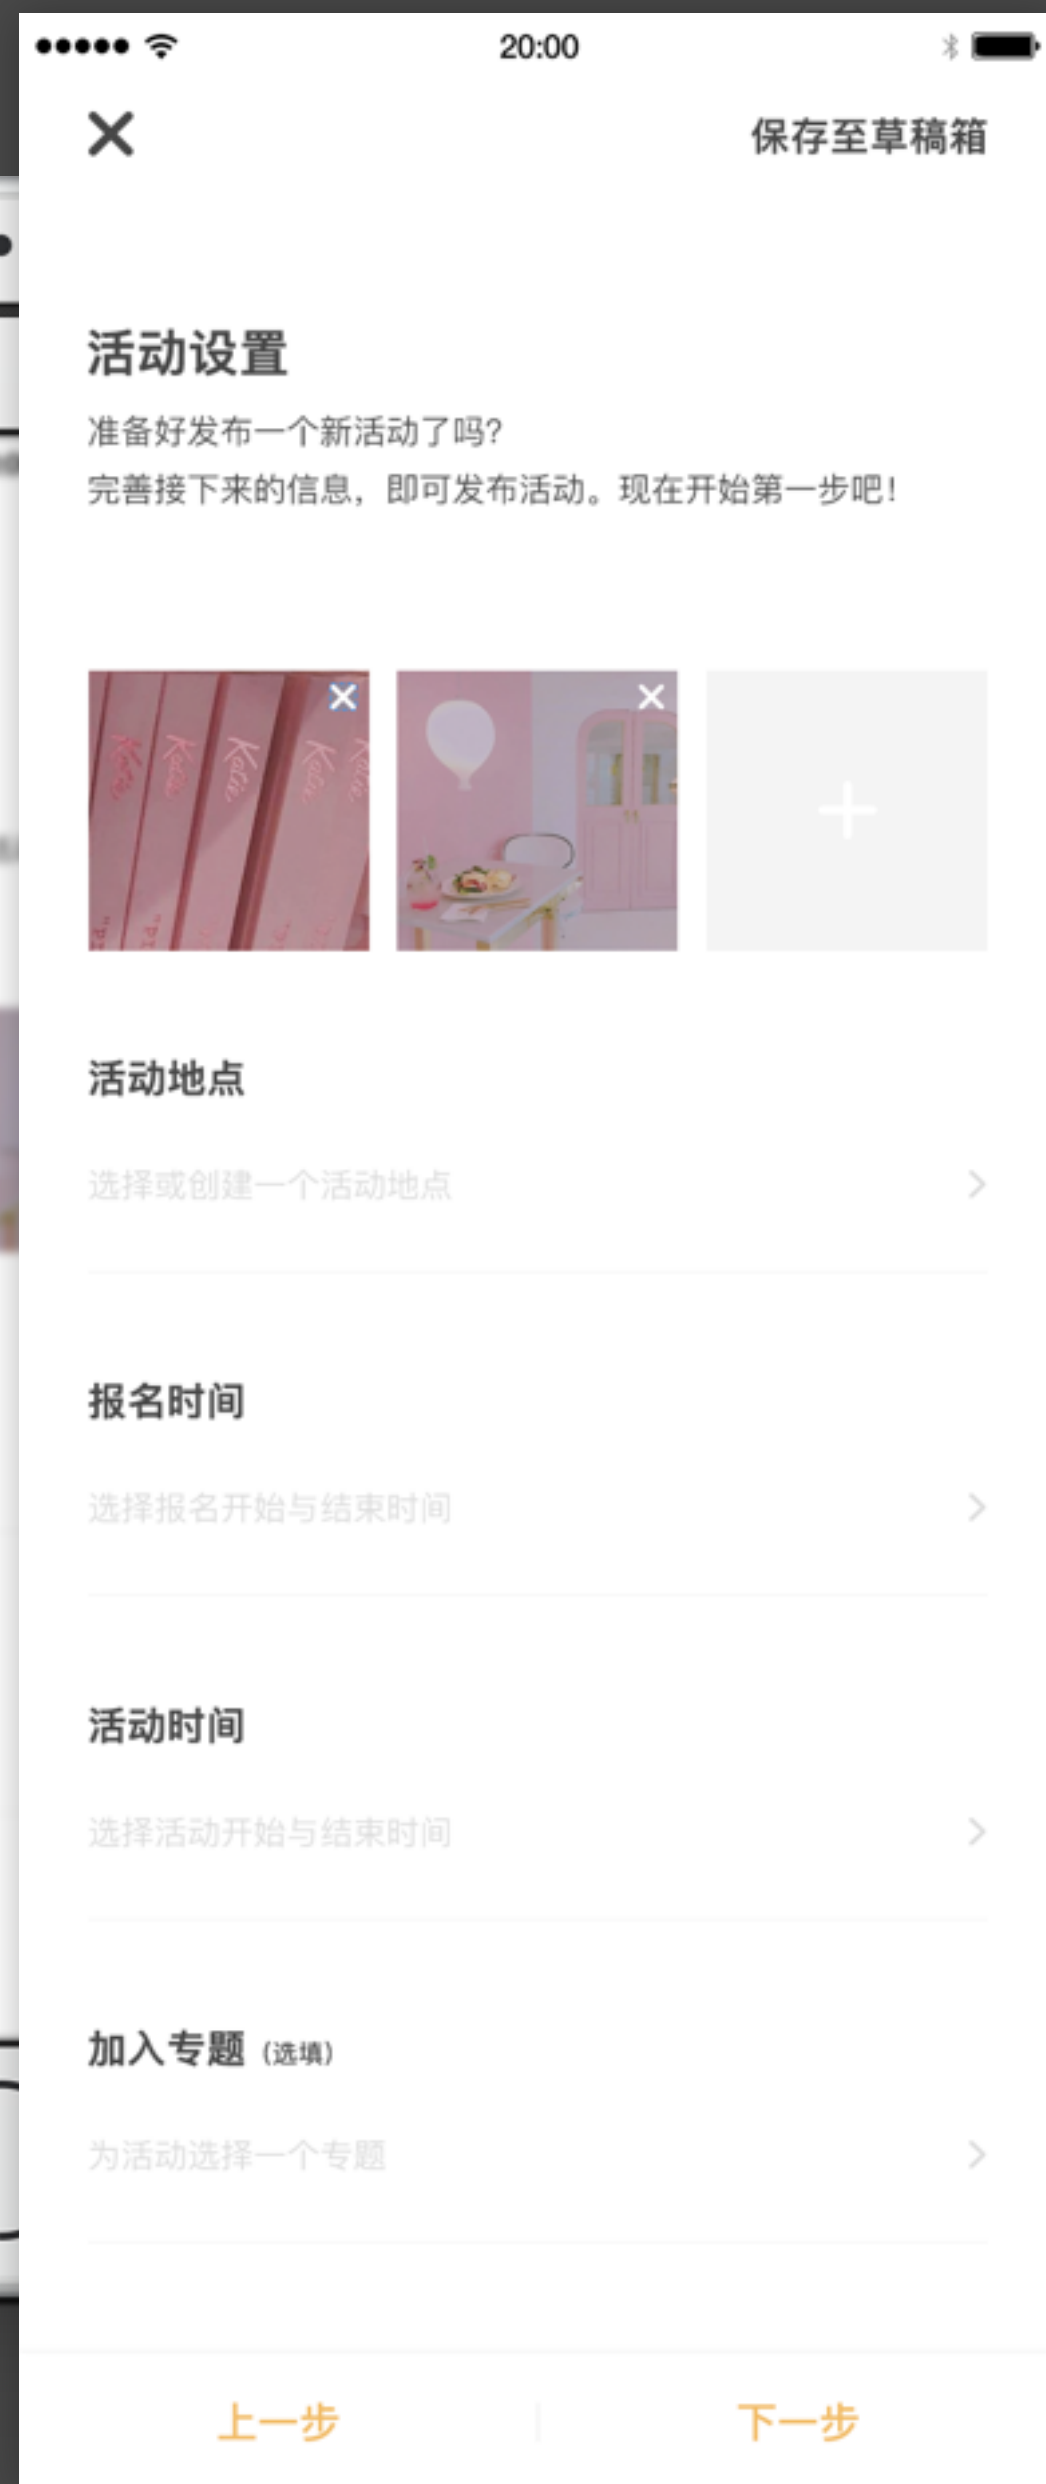 20:00
保存至草稿箱
活动设置
准备好发布一个新活动了吗？
完善接下来的信息，即可发布活动。现在开始第一步吧！
Katie Katie Katie Katie
活动地点
选择或创建一个活动地点
报名时间
选择报名开始与结束时间
活动时间
选择活动开始与结束时间
加入专题（选填）
为活动选择一个专题
上一步
下一步